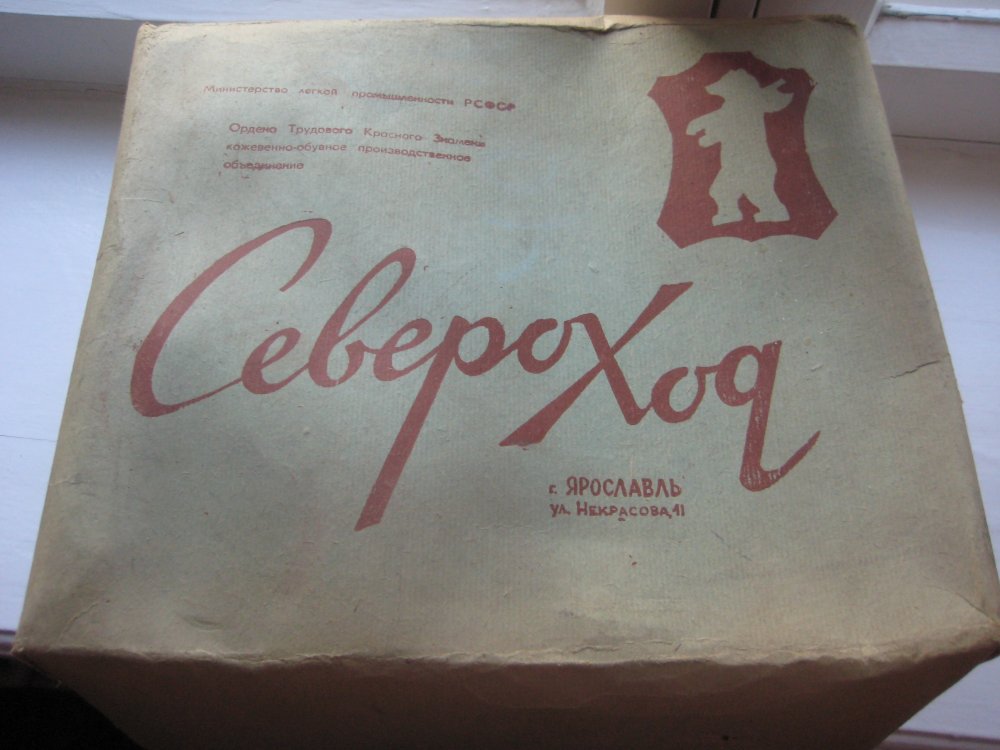 Министерство легкой промышленности РСФСР
Ордена Трудового Красного Знамени
кожевенно-обувное производственное
объединение
Североход
г. ЯРОСЛАВЛЬ
ул. НЕКРАСОВА, 41